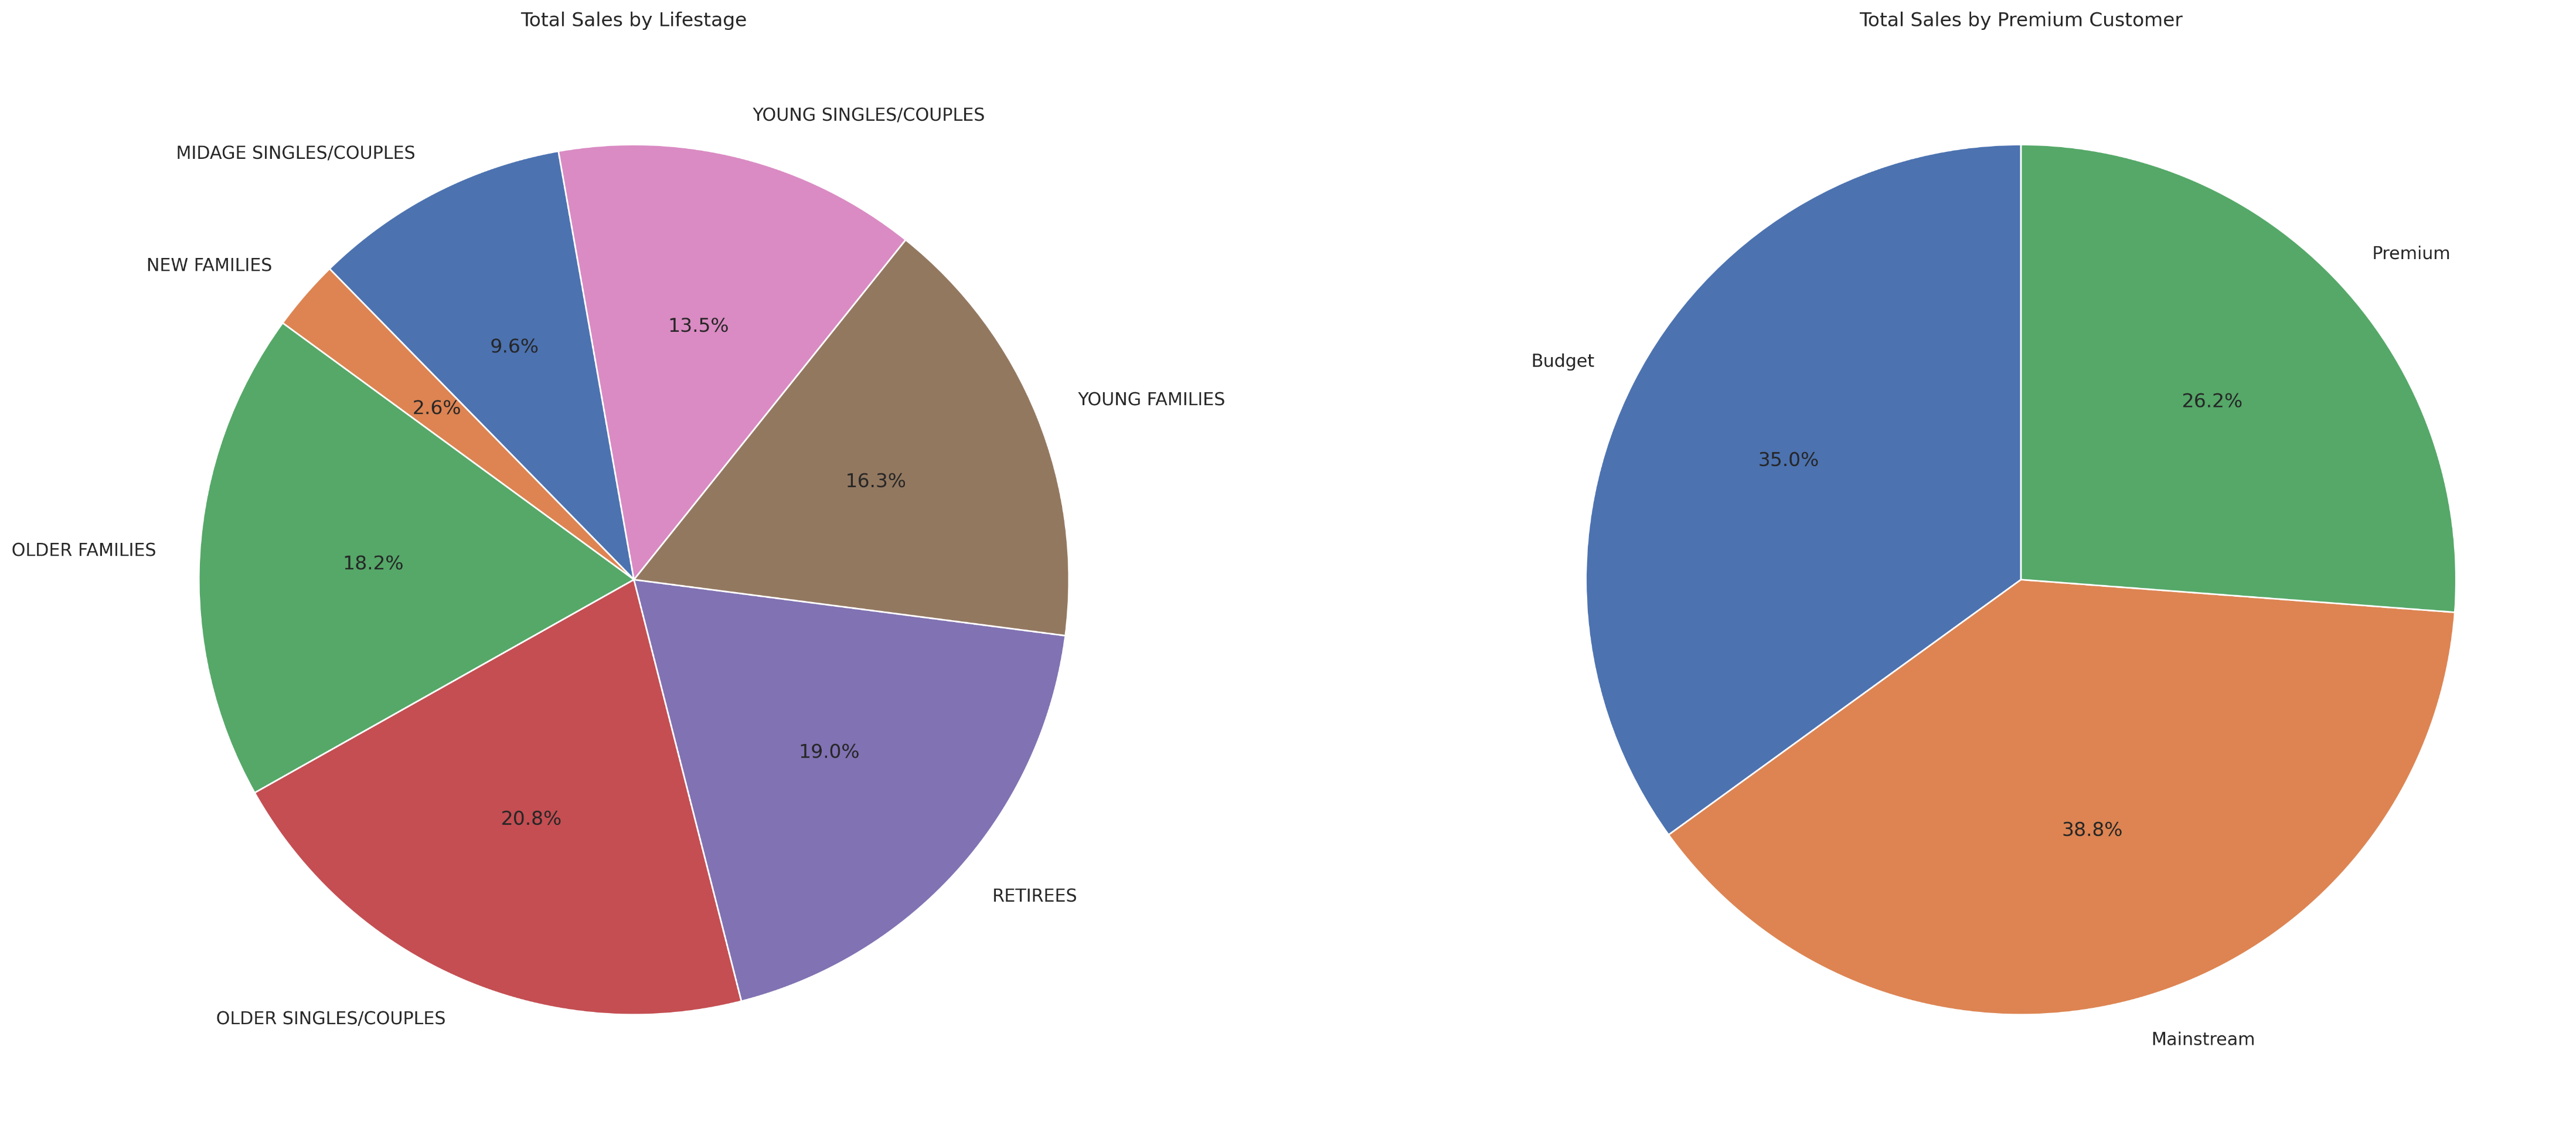 Total Sales by Lifestage
YOUNG SINGLES/COUPLES
MIDAGE SINGLES/COUPLES
NEW FAMILIES
13.5%
9.6%
2.6%
YOUNG FAMILIES
16.3%
OLDER FAMILIES
18.2%
19.0%
20.8%
RETIREES
OLDER SINGLES/COUPLES
Total Sales by Premium Customer
Premium
Budget
26.2%
35.0%
38.8%
Mainstream